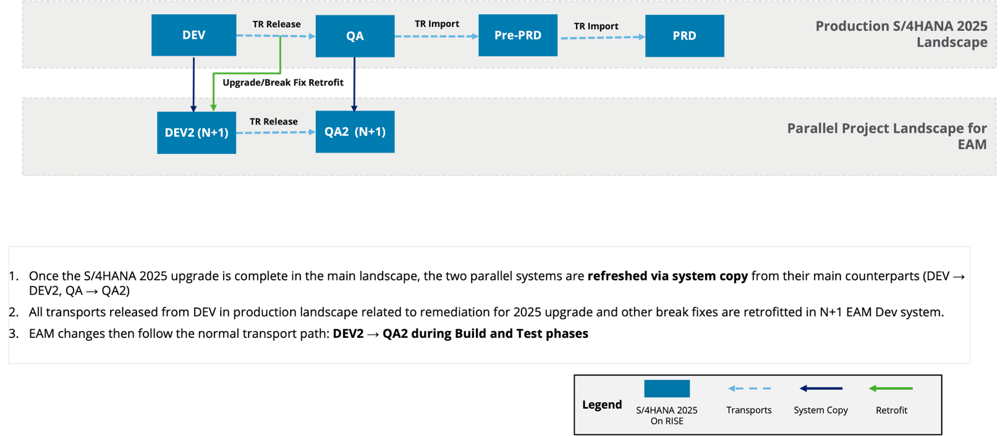 TR Release
TR Import
TR Import
DEV
QA
Pre-PRD
PRD
Production S/4HANA 2025
Landscape
Upgrade/Break Fix Retrofit
DEV2 (N+1)
TR Release
QA2 (N+1)
Parallel Project Landscape for
EAM
1. Once the S/4HANA 2025 upgrade is complete in the main landscape, the two parallel systems are refreshed via system copy from their main counterparts (DEV →
DEV2, QA → QA2)
2. All transports released from DEV in production landscape related to remediation for 2025 upgrade and other break fixes are retrofitted in N+1 EAM Dev system.
3. EAM changes then follow the normal transport path: DEV2 → QA2 during Build and Test phases
Legend
S/4HANA 2025
On RISE
Transports
System Copy
Retrofit